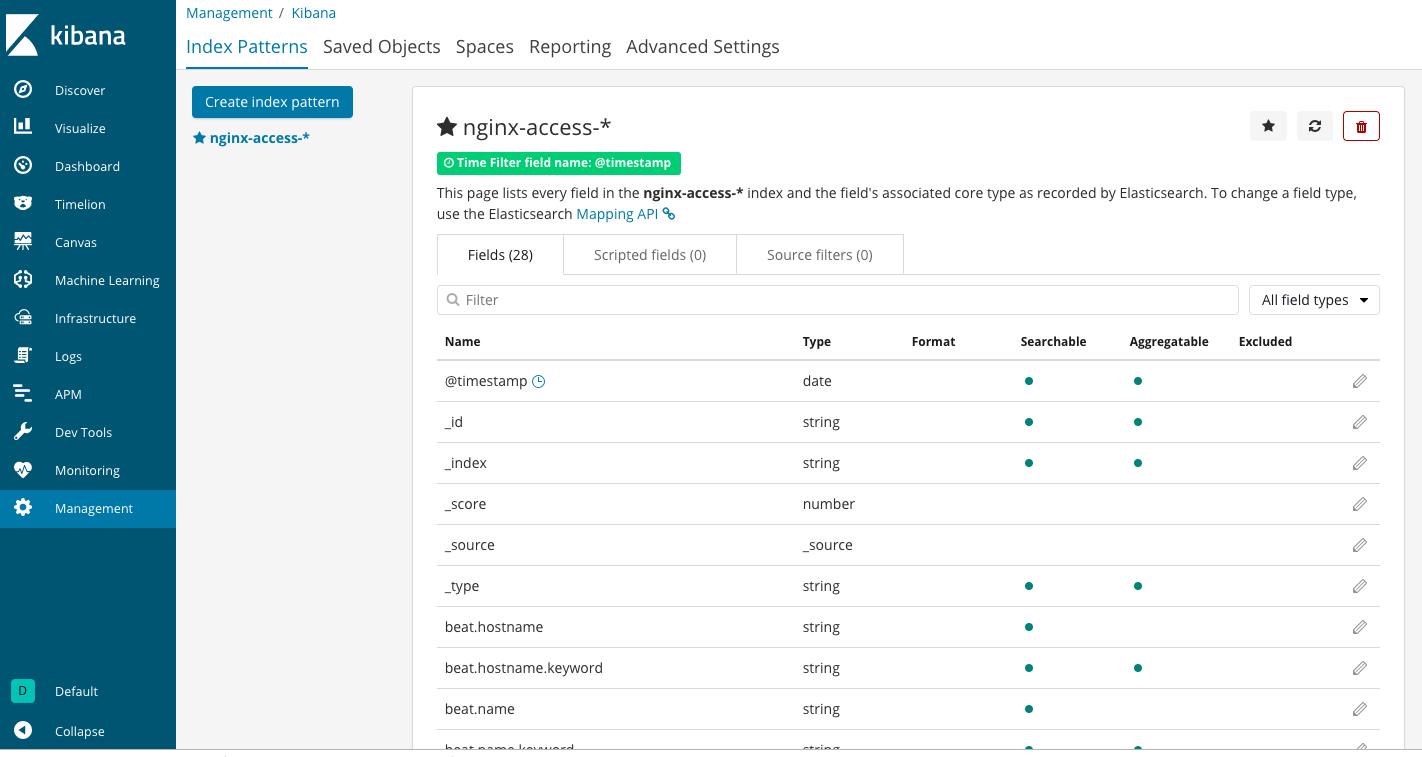 kibana
Discover
Visualize
Dashboard
Timelion
Canvas
Machine Learning
Infrastructure
Logs
APM
Dev Tools
Monitoring
Management
D Default
Collapse
Management / Kibana
Index Patterns Saved Objects Spaces Reporting Advanced Settings
Create index pattern
nginx-access-*
nginx-access-*
Time Filter field name: @timestamp
This page lists every field in the nginx-access-* index and the field's associated core type as recorded by Elasticsearch. To change a field type,
use the Elasticsearch Mapping API
Fields (28) Scripted fields (0) Source filters (0)
Filter All field types
Name Type Format Searchable Aggregatable Excluded
@timestamp date
_id string
_index string
_score number
_source _source
_type string
beat.hostname string
beat.hostname.keyword string
beat.name string
beat.name.keyword string